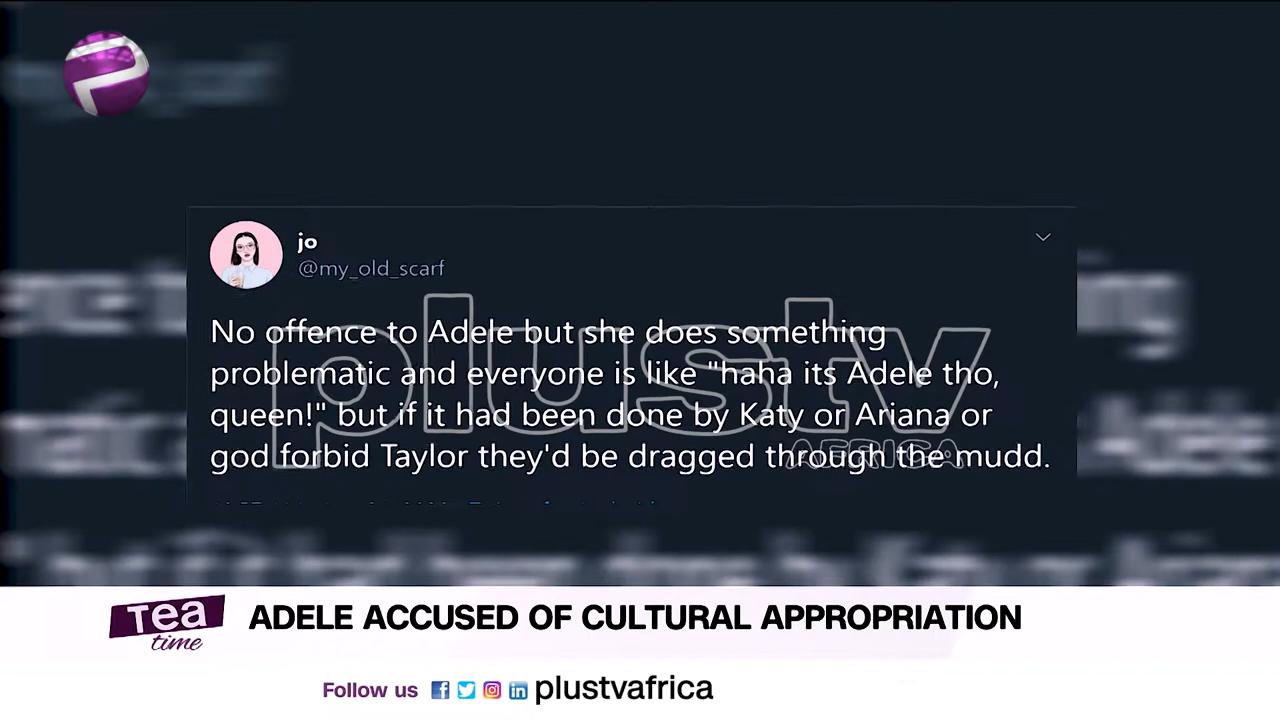 jo
@my_old_scarf
No offence to Adele but she does something
problematic and everyone is like "haha its Adele tho,
queen!" but if it had been done by Katy or Ariana or
god forbid Taylor they'd be dragged through the mudd.
plustv
AFRICA
Tea
time
ADELE ACCUSED OF CULTURAL APPROPRIATION
Follow us plustvafrica